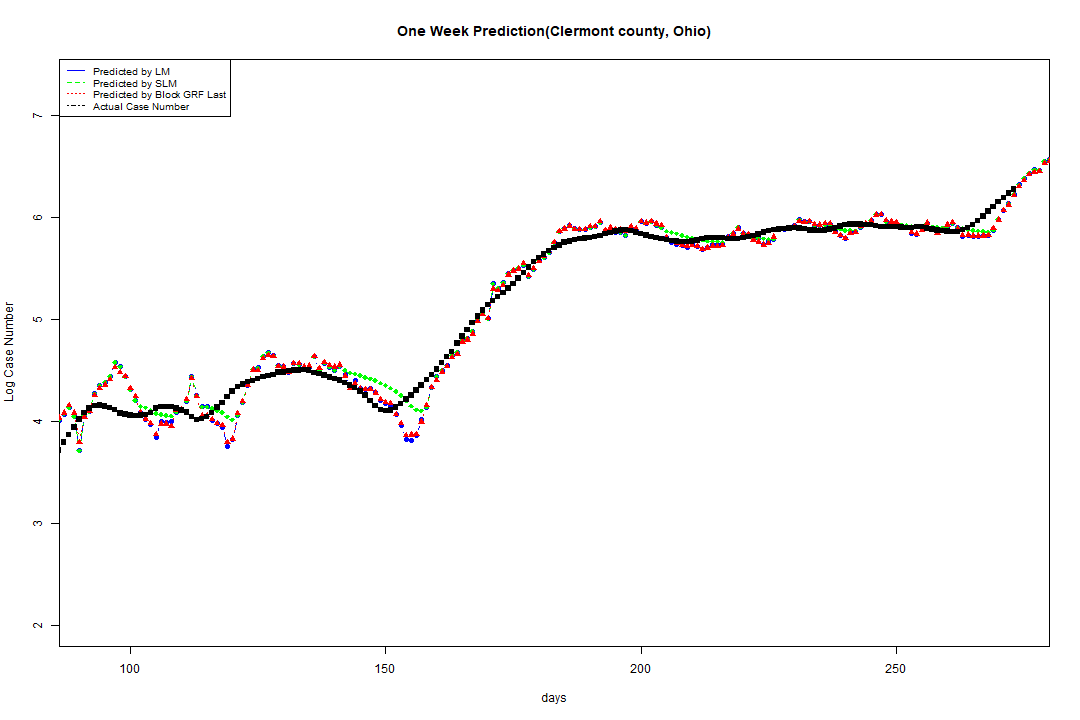 One Week Prediction(Clermont county, Ohio)
Predicted by LM
Predicted by SLM
Predicted by Block GRF Last
Actual Case Number
7
6
5
4
3
2
Log Case Number
100 150 200 250
days